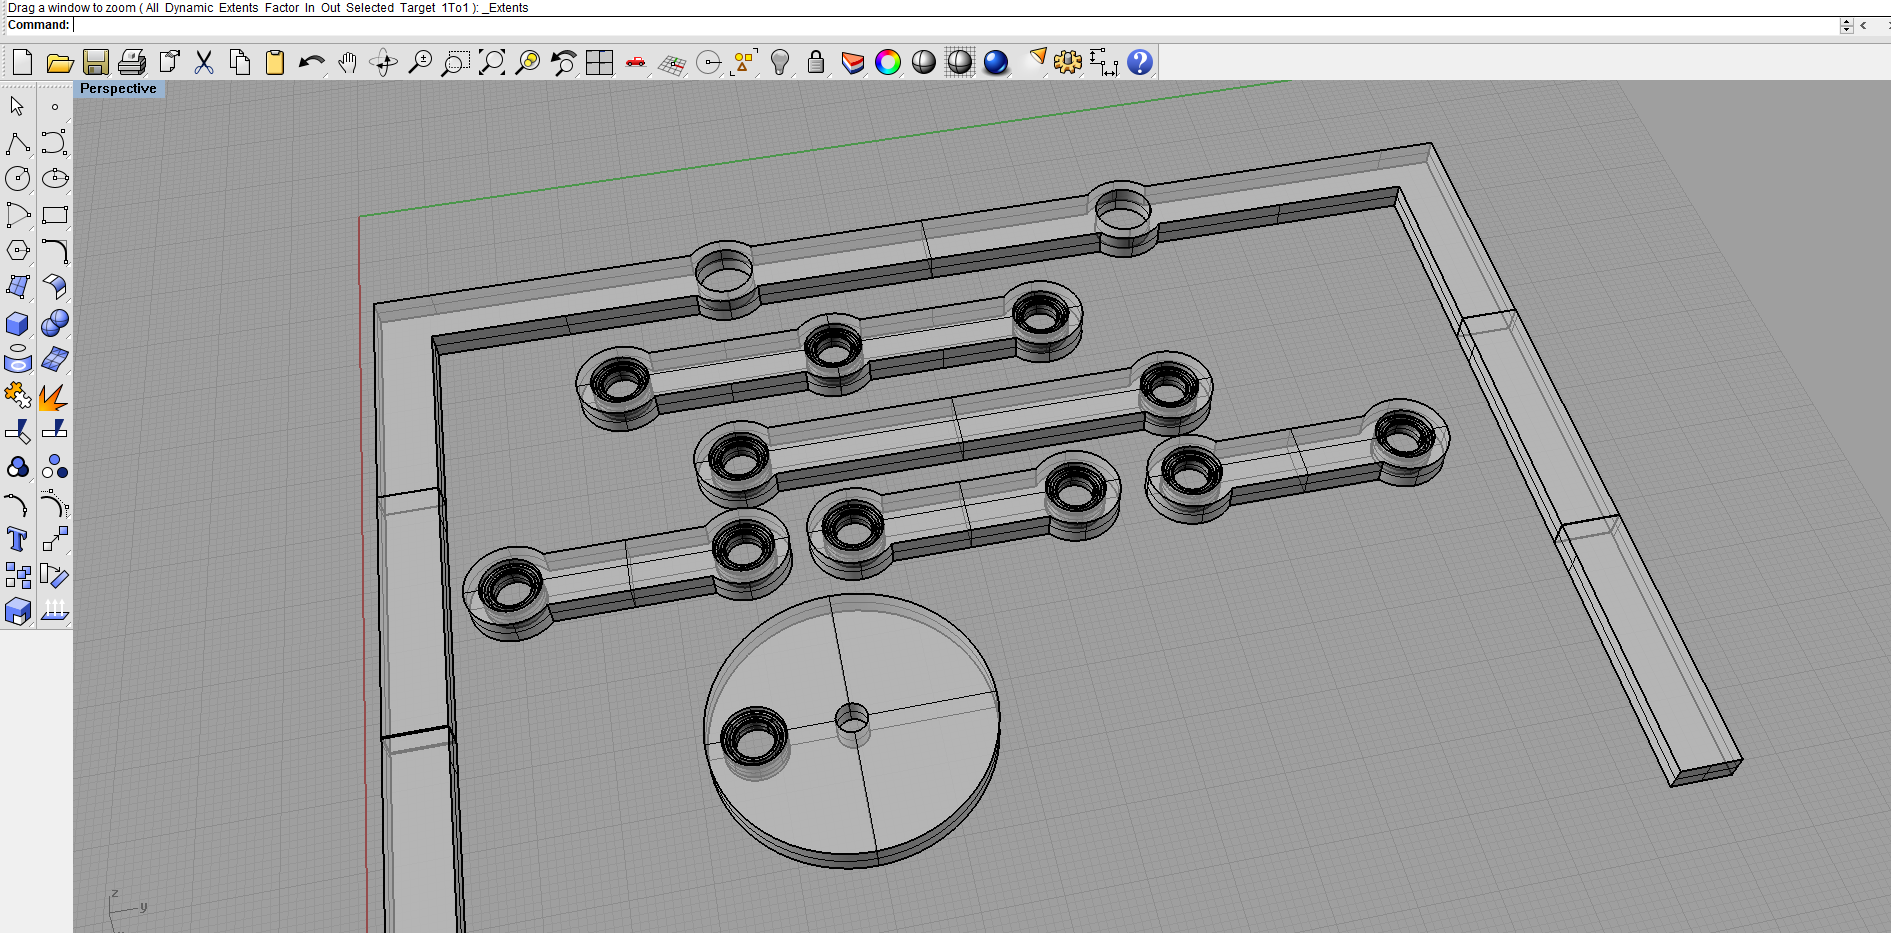 Drag a window to zoom ( All Dynamic Extents Factor In Out Selected Target 1To1 ): _Extents
Command:
Perspective
z
y